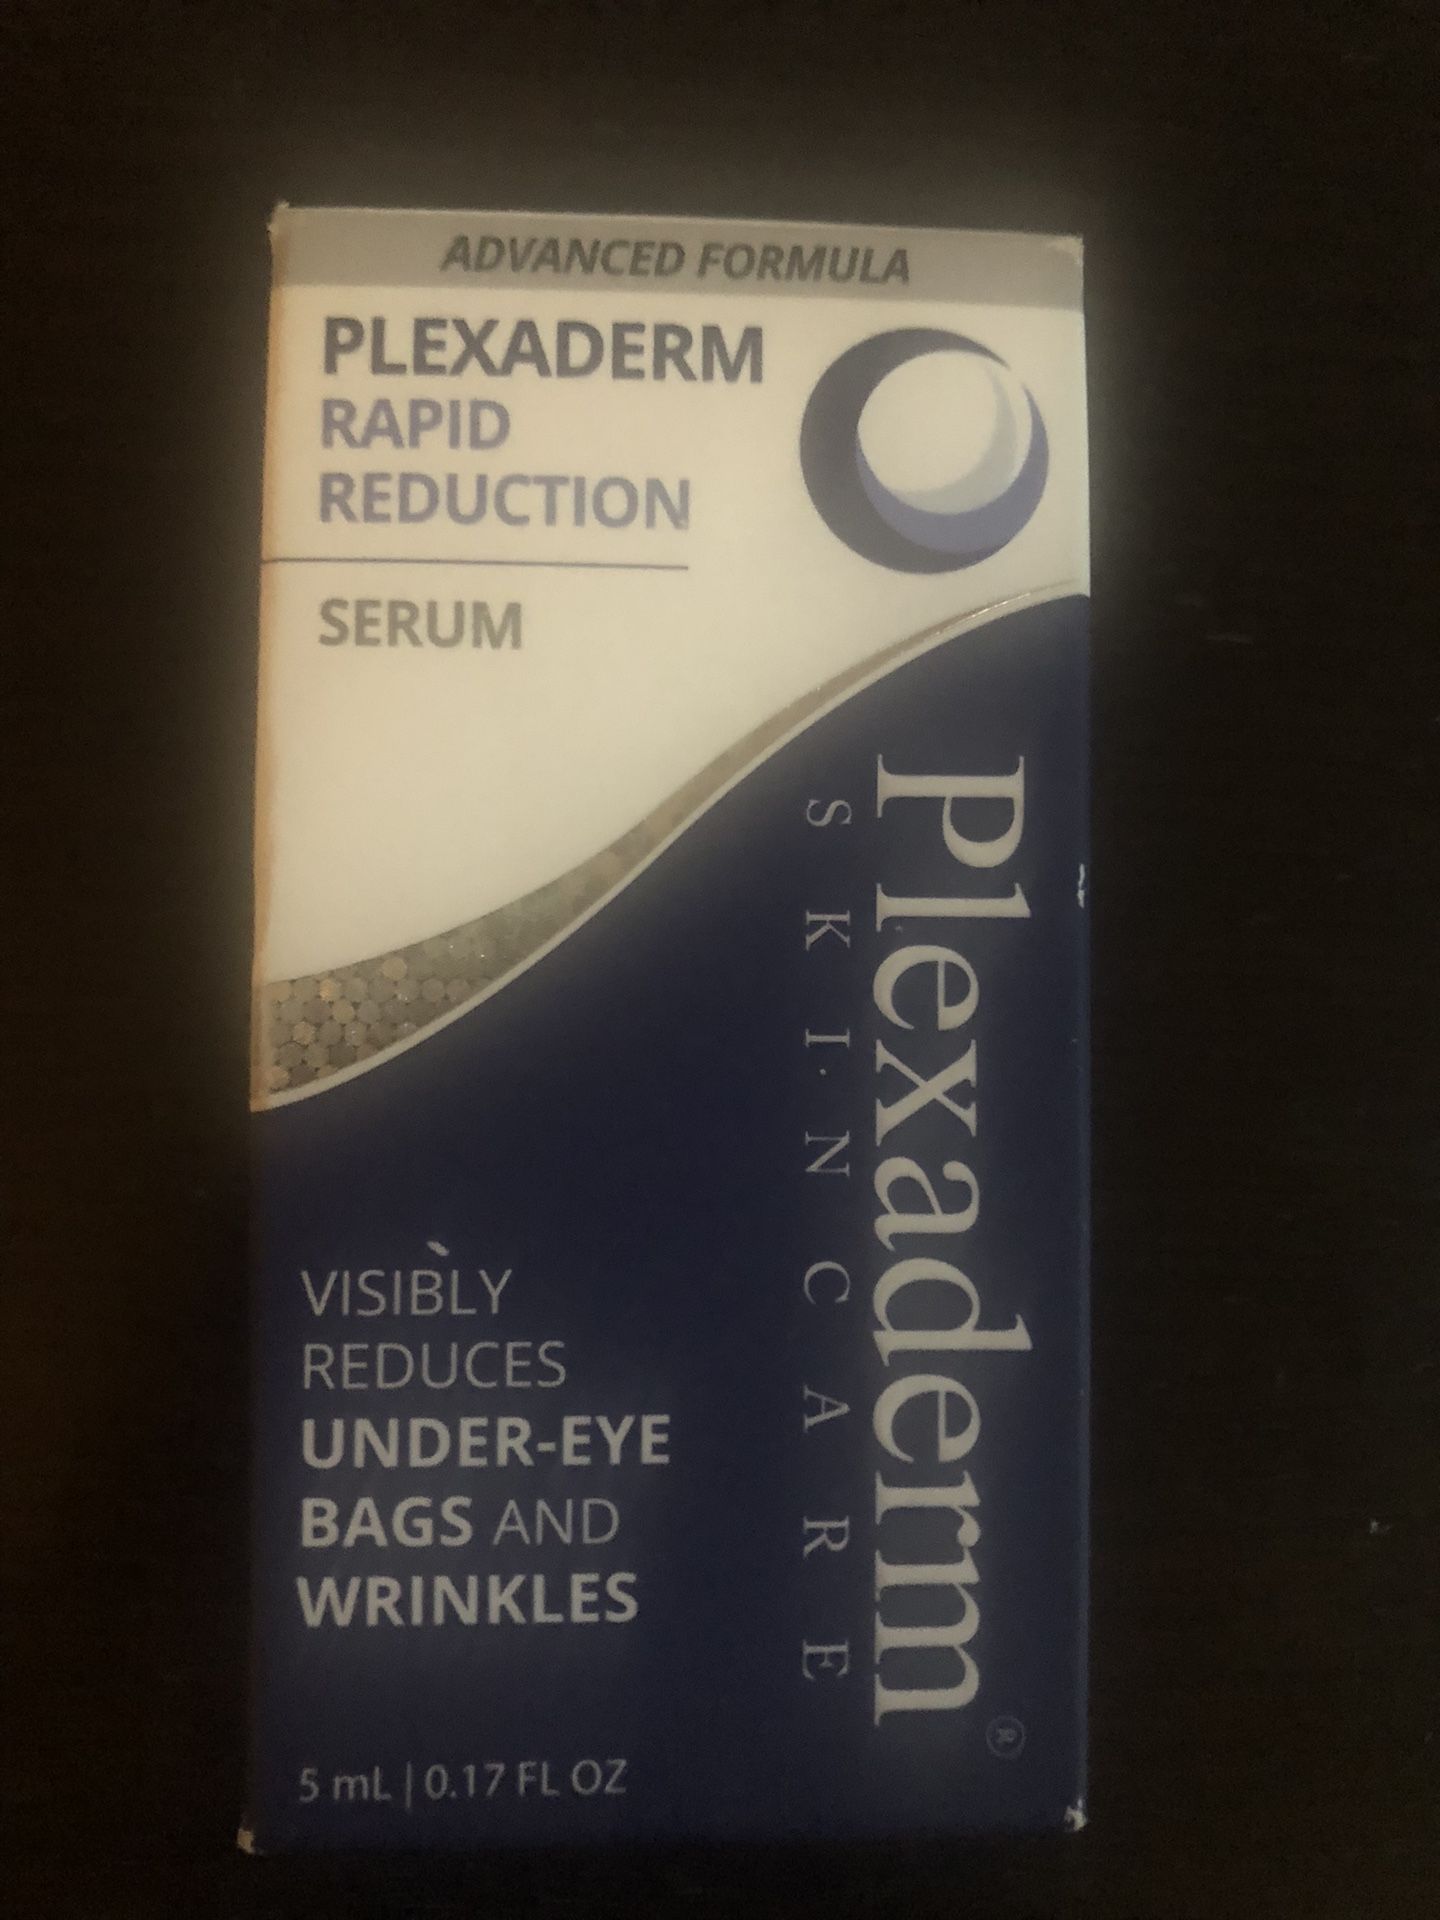 ADVANCED FORMULA
PLEXADERM
RAPID
REDUCTION
SERUM
Plexaderm®
SKINCARE
VISIBLY
REDUCES
UNDER-EYE
BAGS AND
WRINKLES
5 mL | 0.17 FL OZ